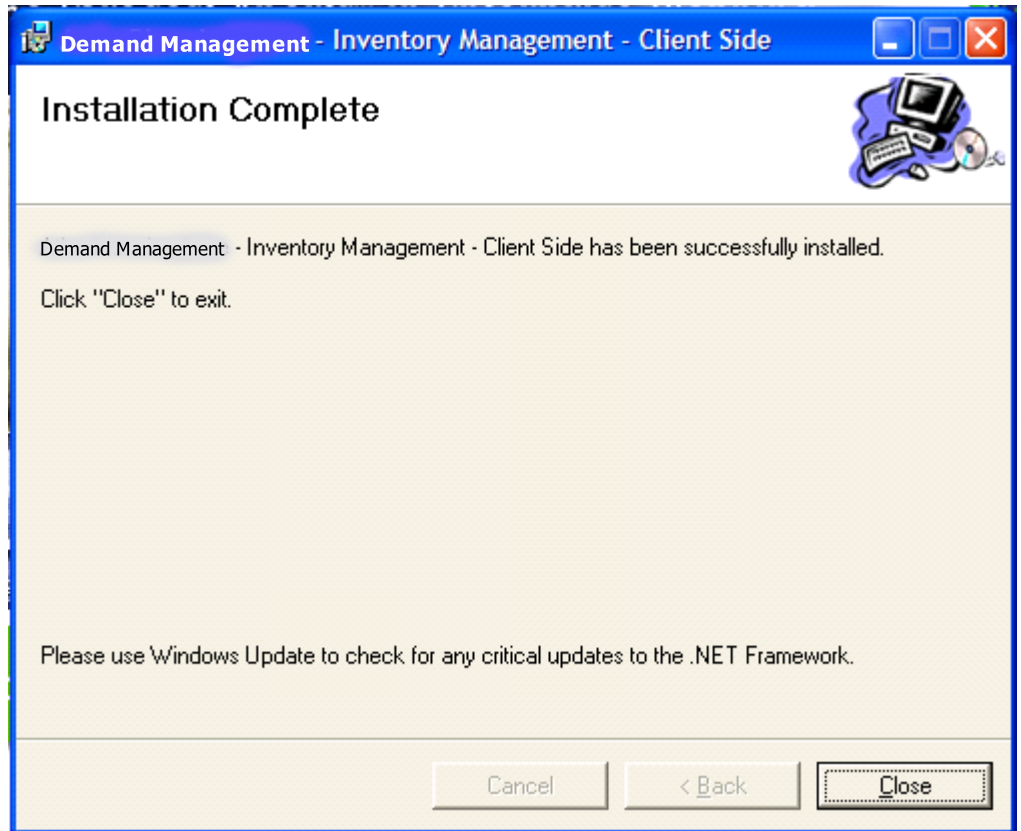 Demand Management - Inventory Management - Client Side
Installation Complete
Demand Management - Inventory Management - Client Side has been successfully installed.
Click "Close" to exit.
Please use Windows Update to check for any critical updates to the .NET Framework.
Cancel < Back Close